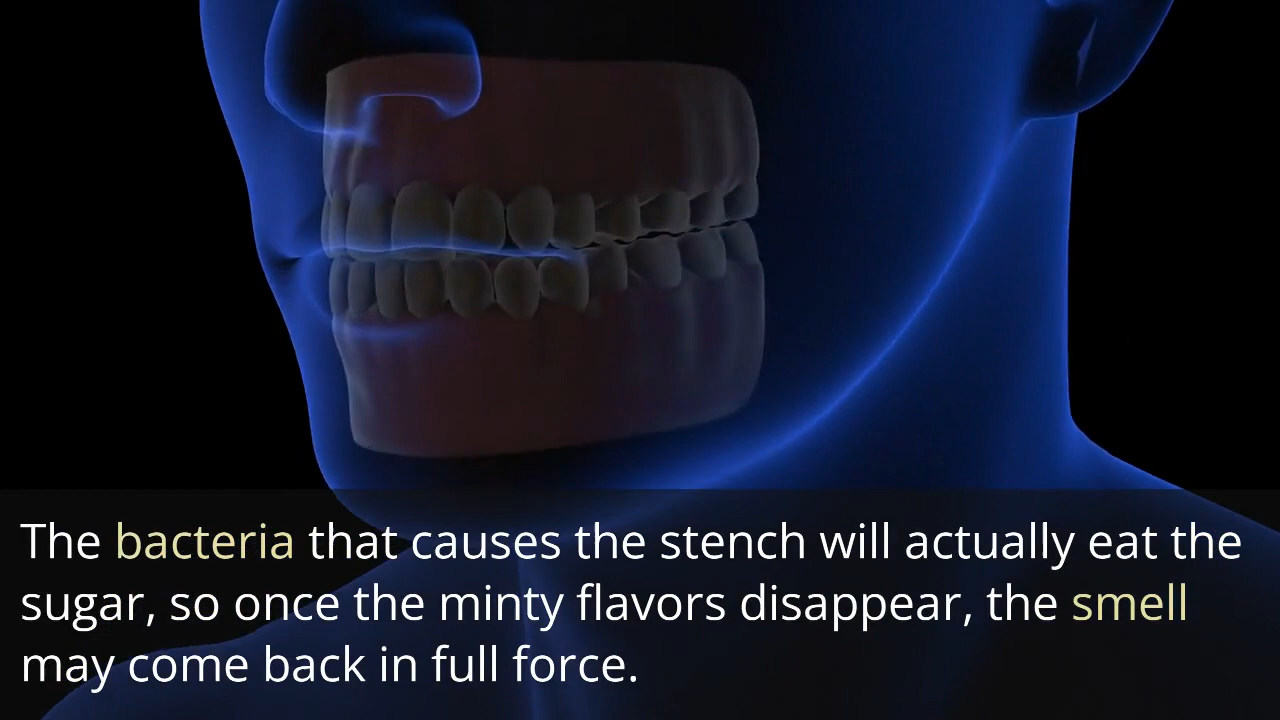 The bacteria that causes the stench will actually eat the
sugar, so once the minty flavors disappear, the smell
may come back in full force.